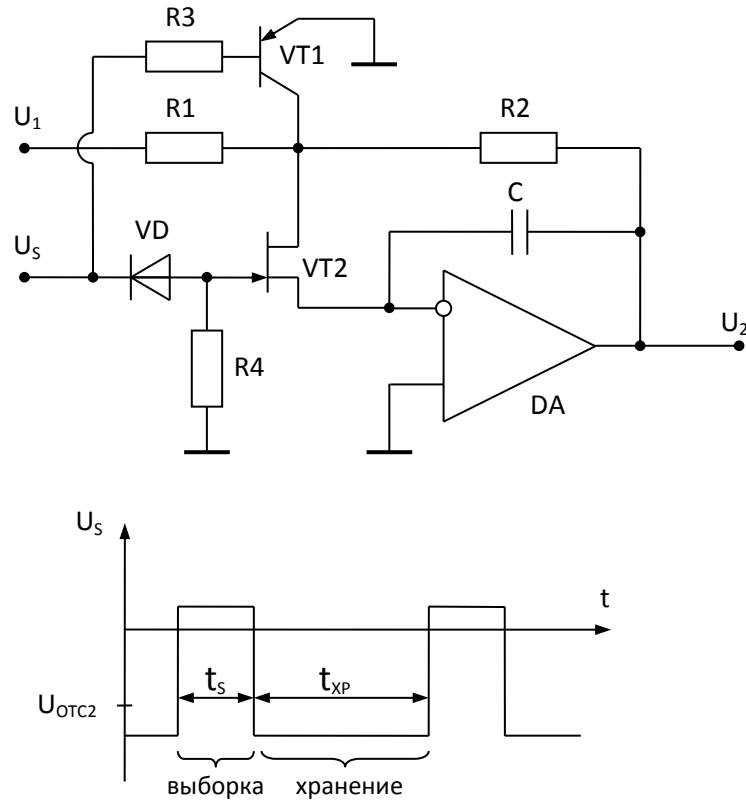 R3
VT1
U1
R1
R2
C
US
VD
VT2
U2
R4
DA
US
t
tS
tХР
UОТС2
выборка
хранение